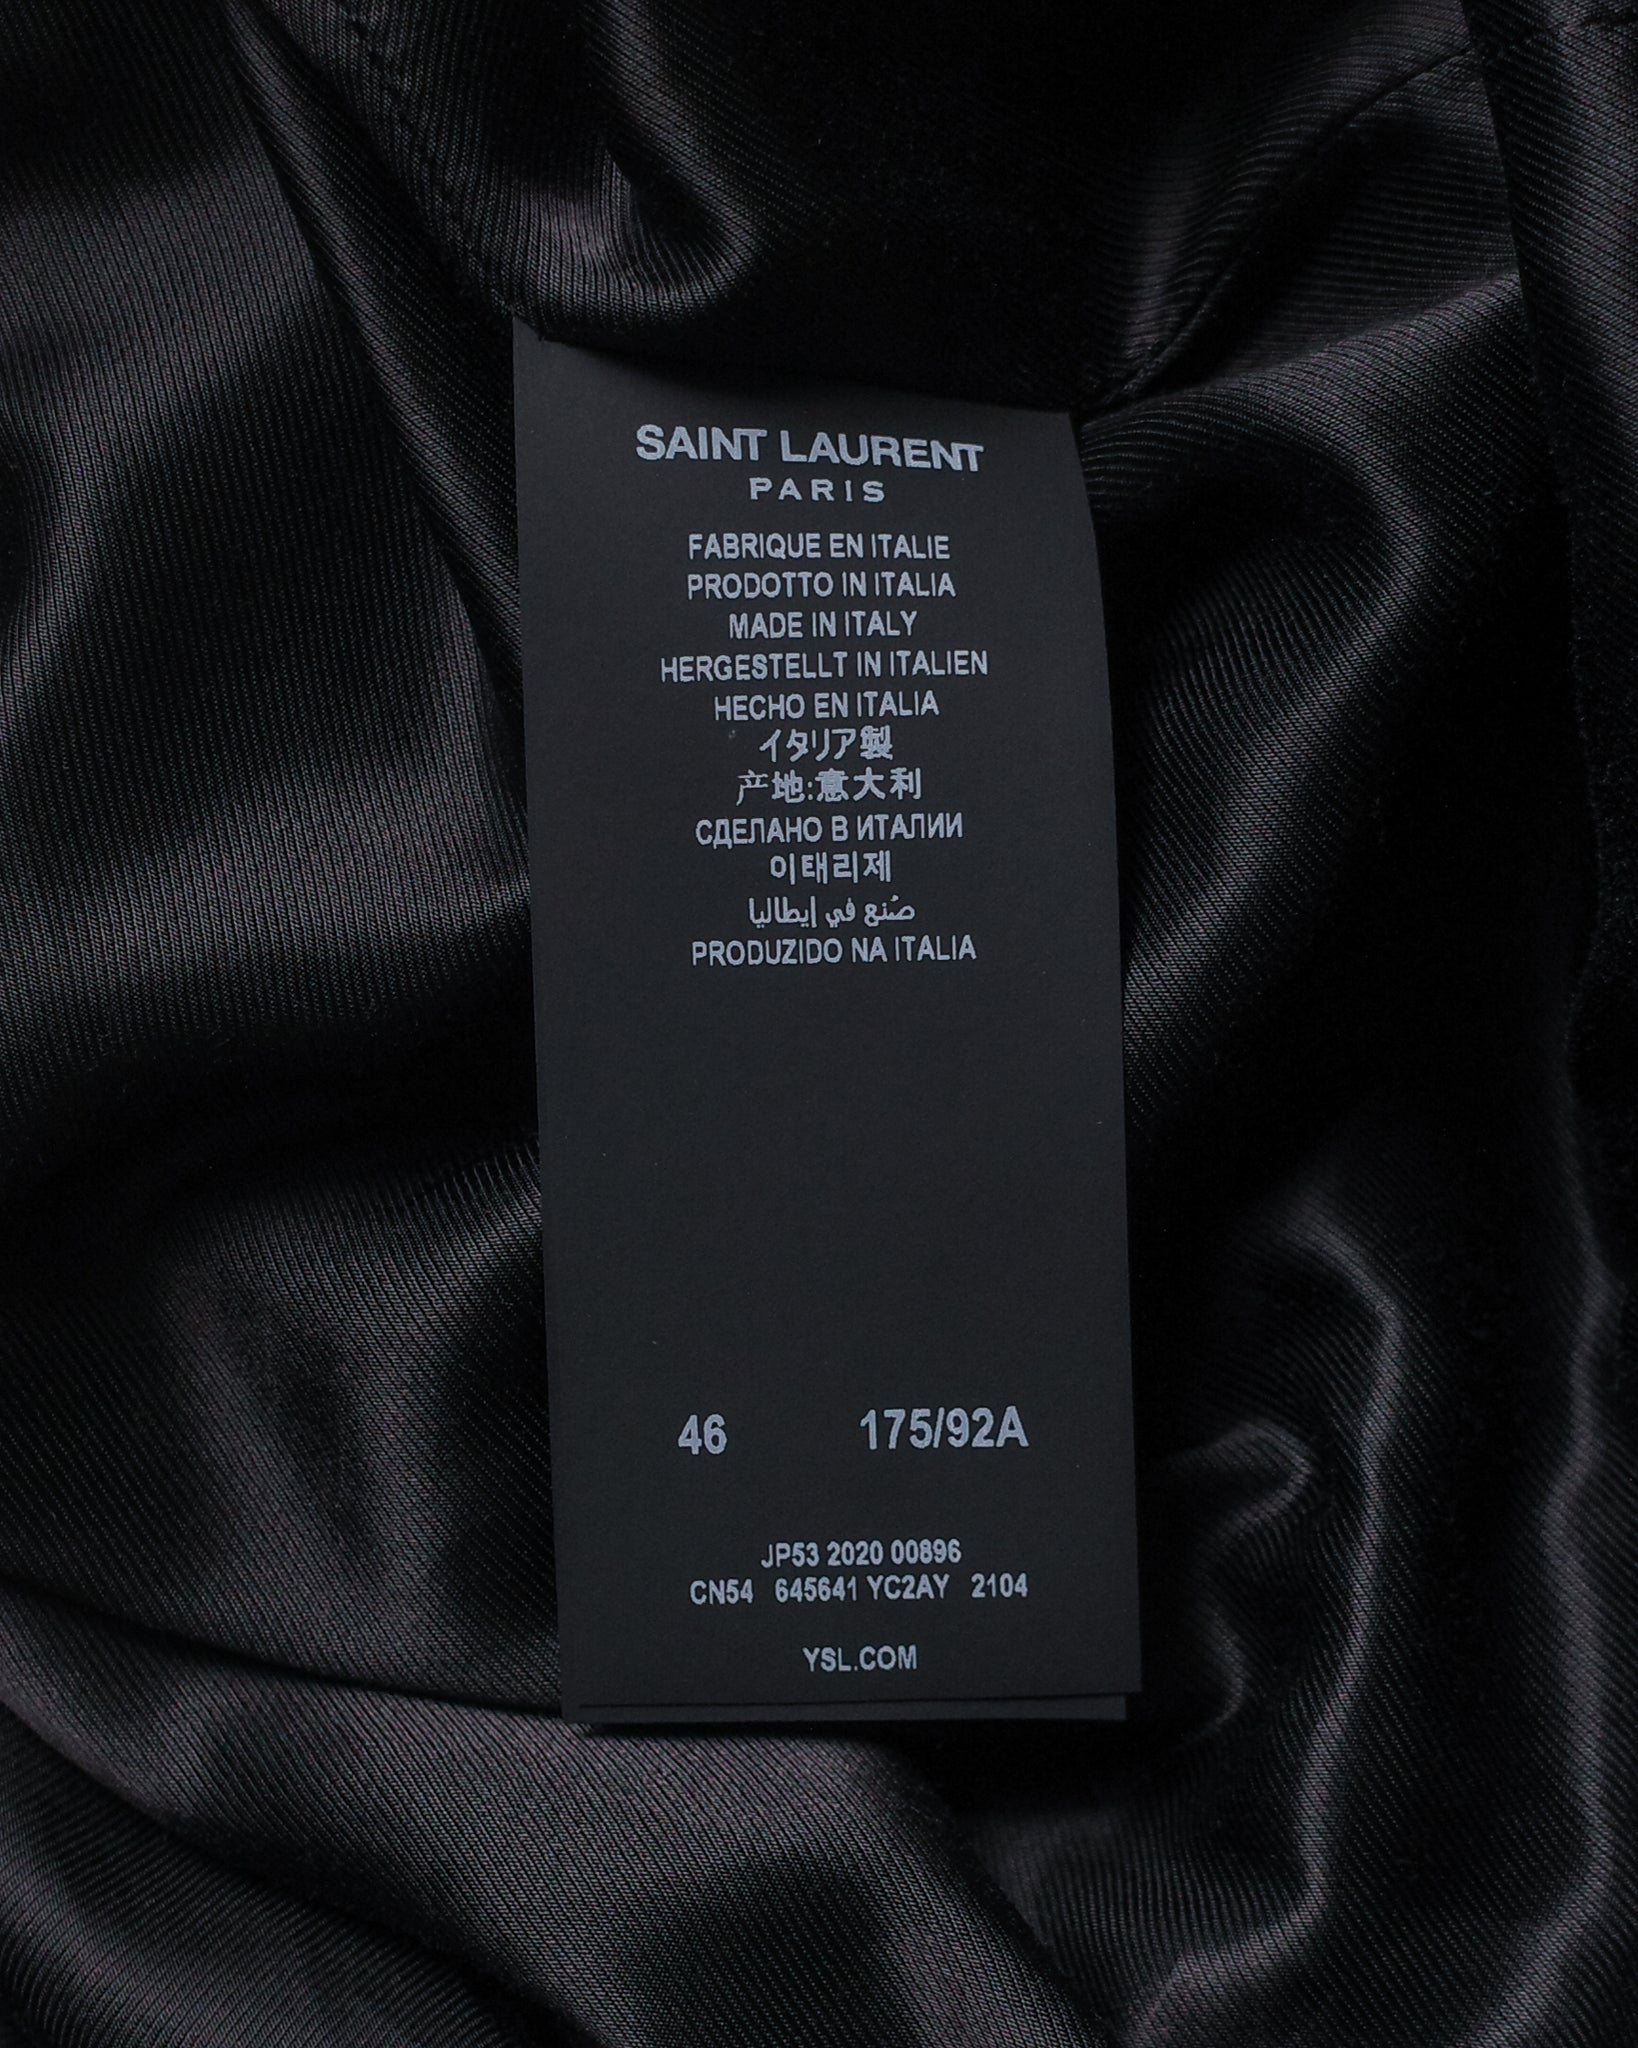 SAINT LAURENT
PARIS
FABRIQUE EN ITALIE
PRODOTTO IN ITALIA
MADE IN ITALY
HERGESTELLT IN ITALIEN
HECHO EN ITALIA
イタリア製
产地:意大利
СДЕЛАНО В ИТАЛИИ
이태리제
صُنع في إيطاليا
PRODUZIDO NA ITALIA
46 175/92A
JP53 2020 00896
CN54 645641 YC2AY 2104
YSL.COM